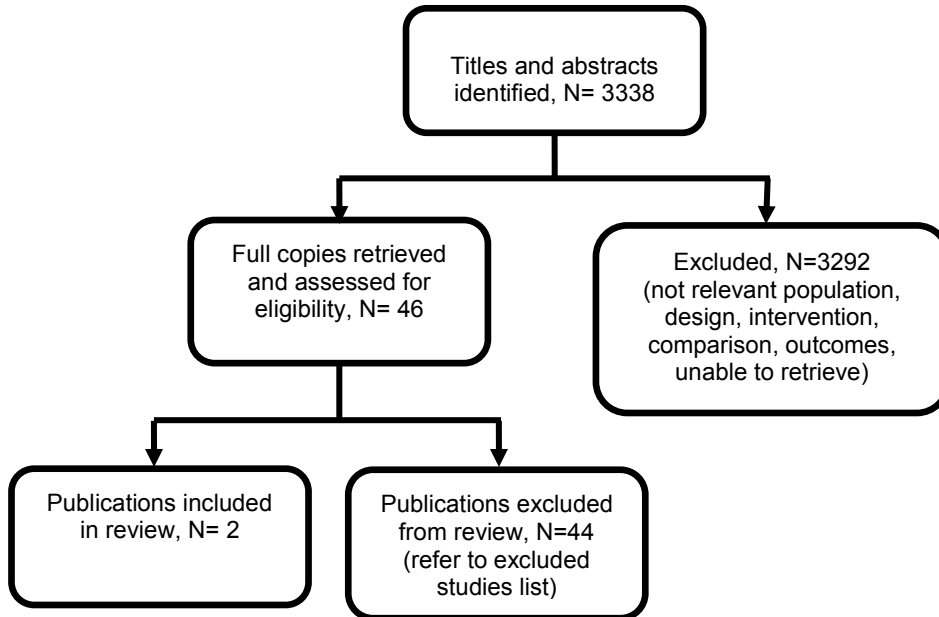 Titles and abstracts
identified, N= 3338
Full copies retrieved
and assessed for
eligibility, N= 46
Excluded, N=3292
(not relevant population,
design, intervention,
comparison, outcomes,
unable to retrieve)
Publications included
in review, N= 2
Publications excluded
from review, N=44
(refer to excluded
studies list)